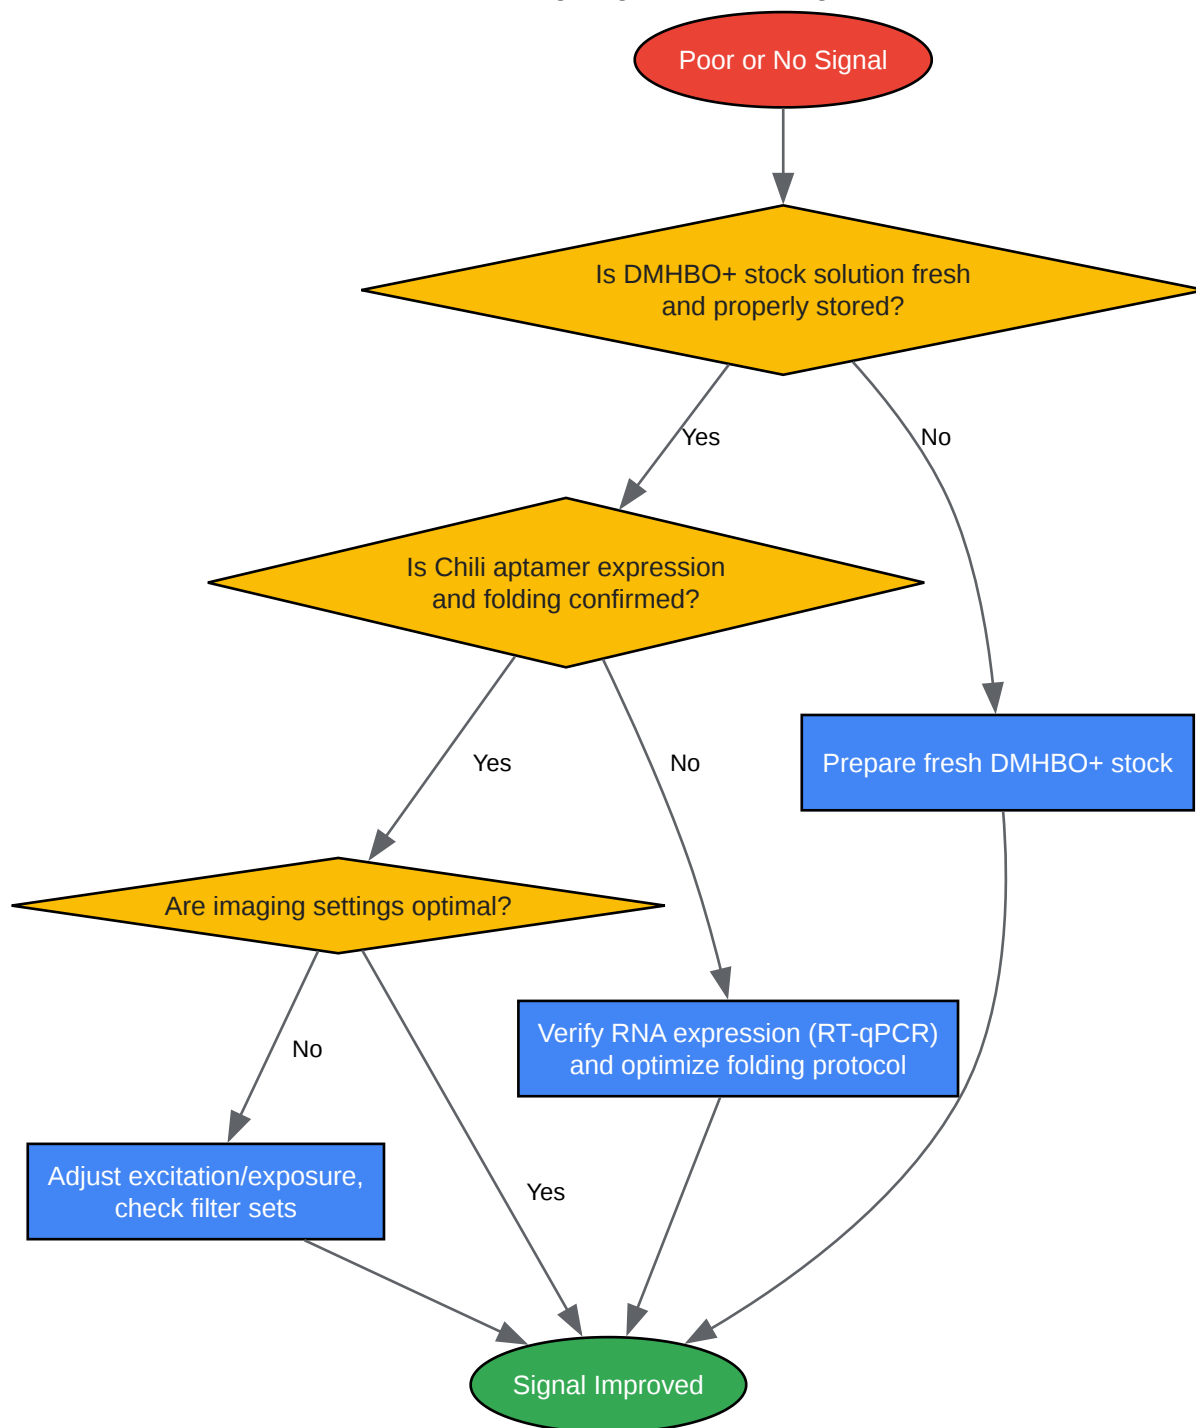 Poor or No Signal
Is DMHBO+ stock solution fresh
and properly stored?
Yes
No
Is Chili aptamer expression
and folding confirmed?
Yes
No
Prepare fresh DMHBO+ stock
Are imaging settings optimal?
No
Yes
Verify RNA expression (RT-qPCR)
and optimize folding protocol
Adjust excitation/exposure,
check filter sets
Signal Improved